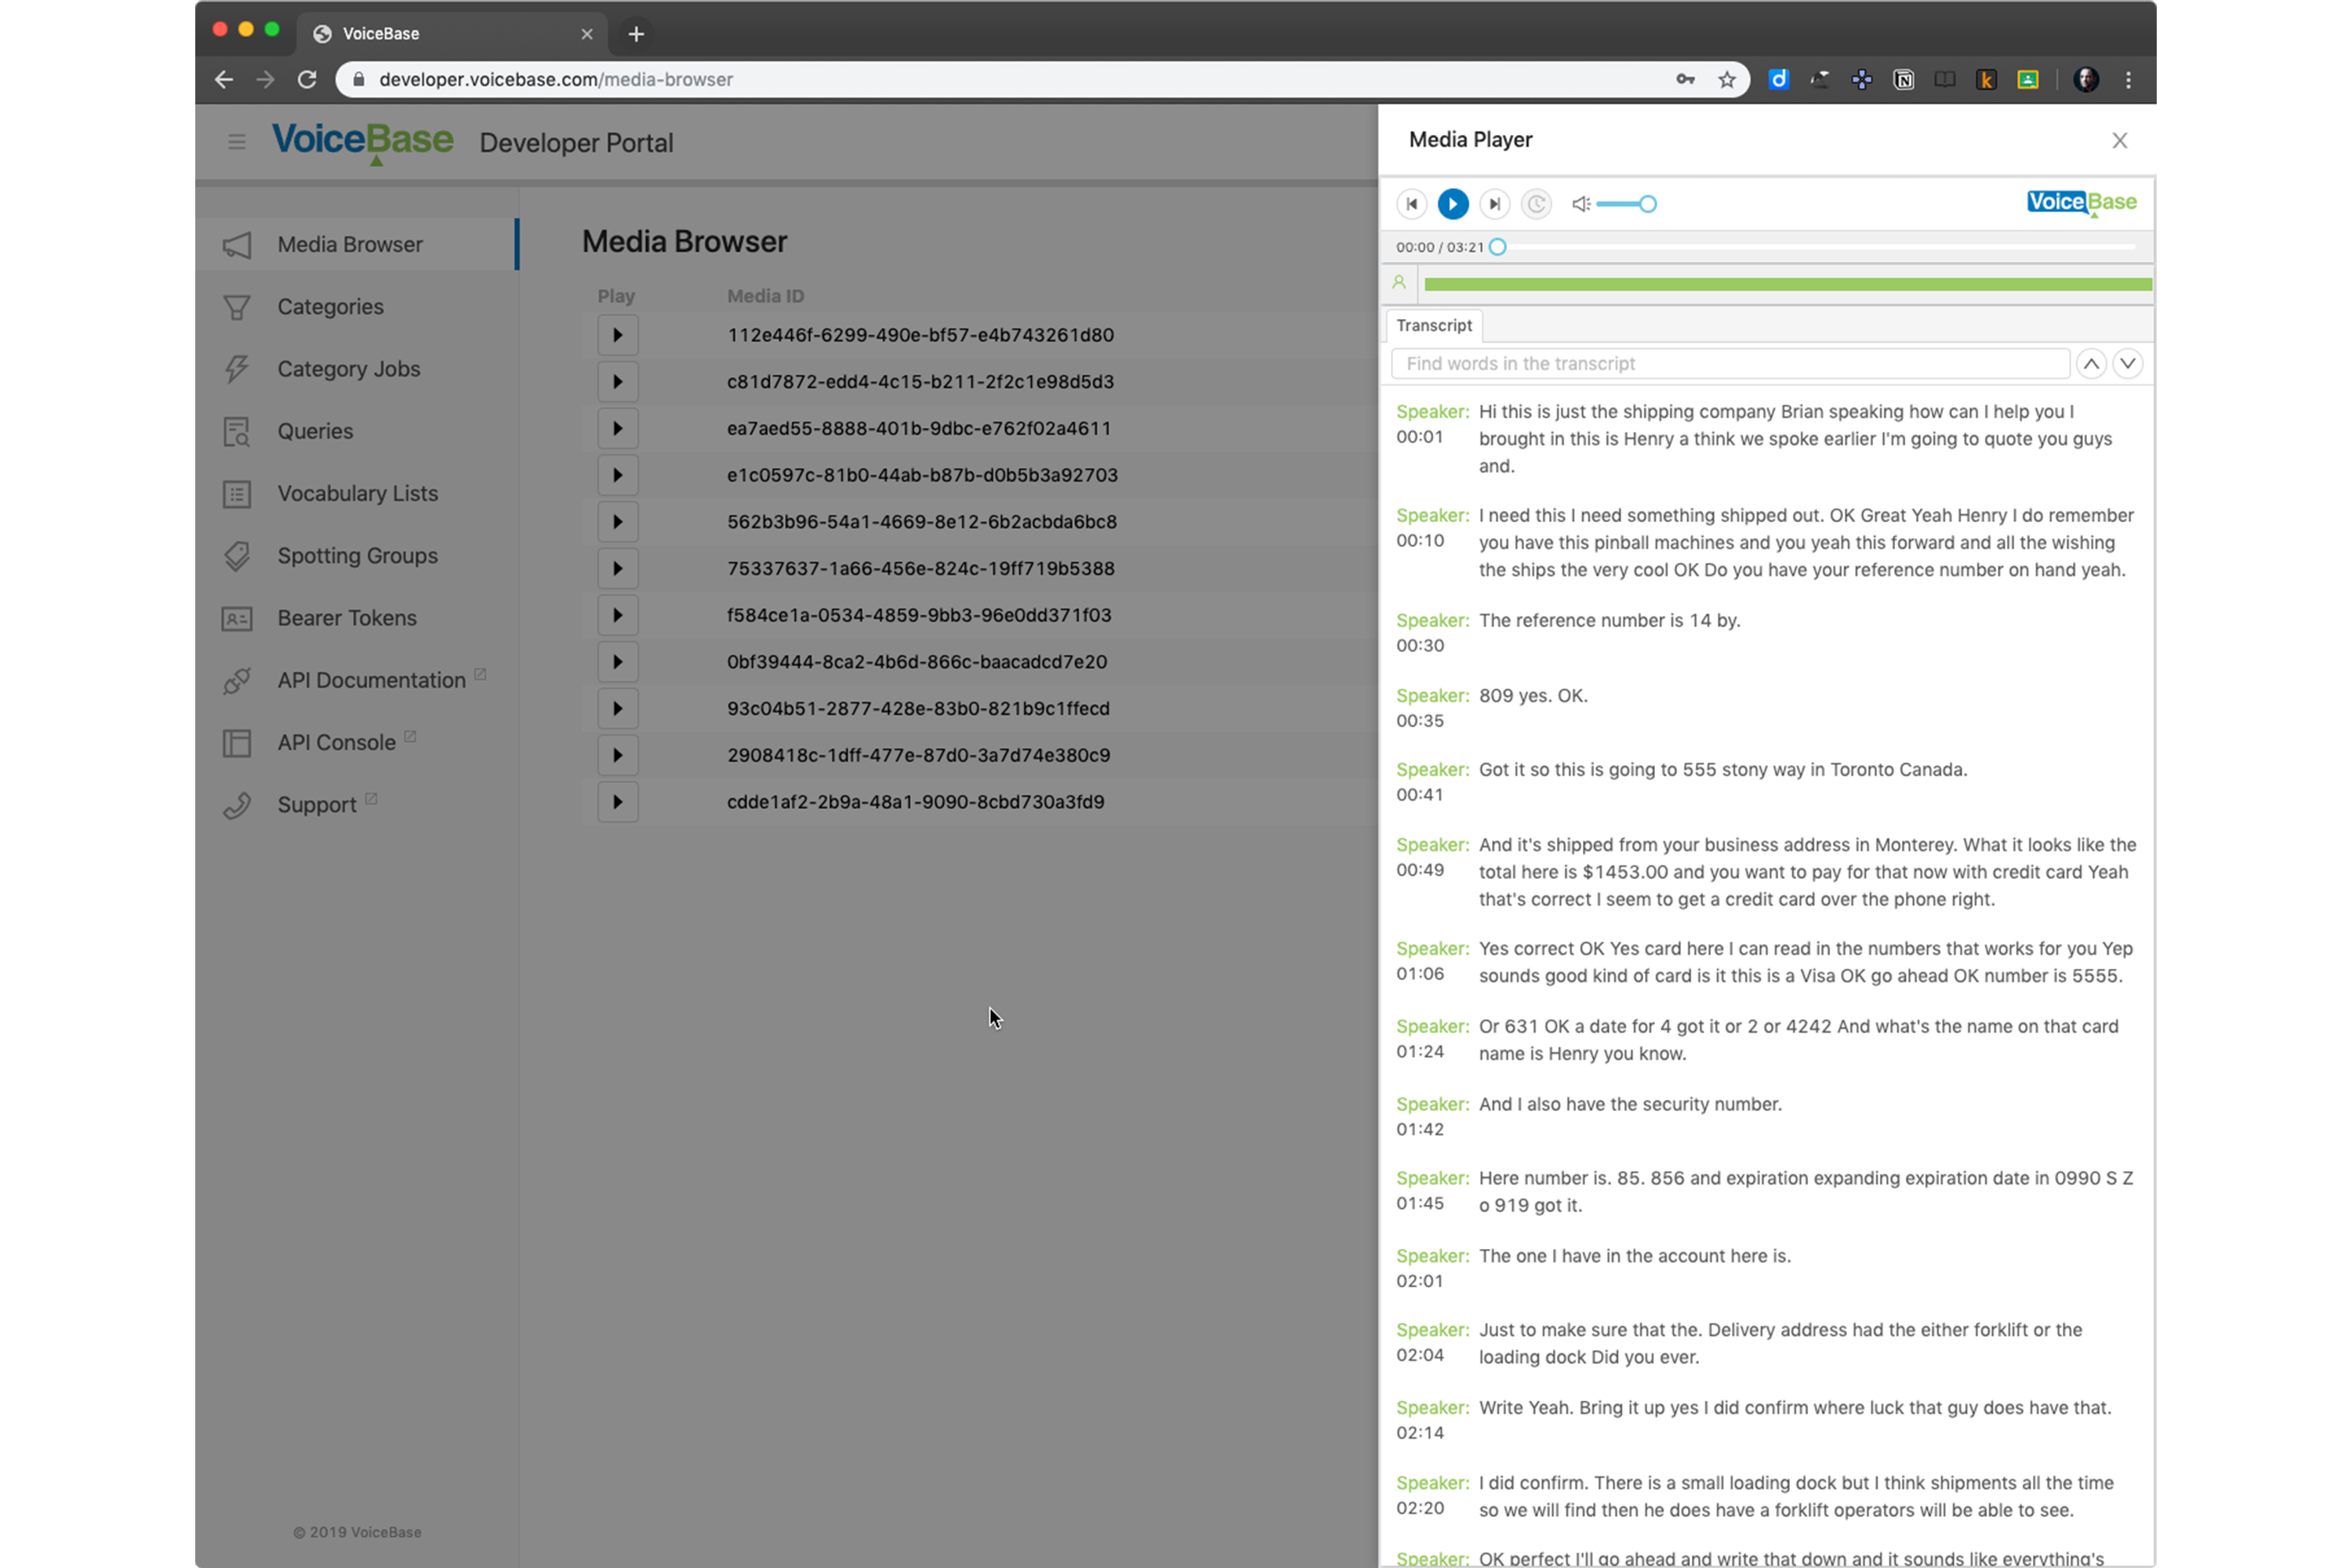 VoiceBase
developer.voicebase.com/media-browser
VoiceBase Developer Portal
Media Browser
Categories
Category Jobs
Queries
Vocabulary Lists
Spotting Groups
Bearer Tokens
API Documentation
API Console
Support
© 2019 VoiceBase
Media Browser
Play Media ID
112e446f-6299-490e-bf57-e4b743261d80
c81d7872-edd4-4c15-b211-2f2c1e98d5d3
ea7aed55-8888-401b-9dbc-e762f02a4611
e1c0597c-81b0-44ab-b87b-d0b5b3a92703
562b3b96-54a1-4669-8e12-6b2acbda6bc8
75337637-1a66-456e-824c-19ff719b5388
f584ce1a-0534-4859-9bb3-96e0dd371f03
0bf39444-8ca2-4b6d-866c-baacadcd7e20
93c04b51-2877-428e-83b0-821b9c1ffecd
2908418c-1dff-477e-87d0-3a7d74e380c9
cdde1af2-2b9a-48a1-9090-8cbd730a3fd9
Media Player
VoiceBase
00:00 / 03:21
Transcript
Find words in the transcript
Speaker: Hi this is just the shipping company Brian speaking how can I help you I
00:01 brought in this is Henry a think we spoke earlier I'm going to quote you guys
and.
Speaker: I need this I need something shipped out. OK Great Yeah Henry I do remember
00:10 you have this pinball machines and you yeah this forward and all the wishing
the ships the very cool OK Do you have your reference number on hand yeah.
Speaker: The reference number is 14 by.
00:30
Speaker: 809 yes. OK.
00:35
Speaker: Got it so this is going to 555 stony way in Toronto Canada.
00:41
Speaker: And it's shipped from your business address in Monterey. What it looks like the
00:49 total here is $1453.00 and you want to pay for that now with credit card Yeah
that's correct I seem to get a credit card over the phone right.
Speaker: Yes correct OK Yes card here I can read in the numbers that works for you Yep
01:06 sounds good kind of card is it this is a Visa OK go ahead OK number is 5555.
Speaker: Or 631 OK a date for 4 got it or 2 or 4242 And what's the name on that card
01:24 name is Henry you know.
Speaker: And I also have the security number.
01:42
Speaker: Here number is. 85. 856 and expiration expanding expiration date in 0990 S Z
01:45 o 919 got it.
Speaker: The one I have in the account here is.
02:01
Speaker: Just to make sure that the. Delivery address had the either forklift or the
02:04 loading dock Did you ever.
Speaker: Write Yeah. Bring it up yes I did confirm where luck that guy does have that.
02:14
Speaker: I did confirm. There is a small loading dock but I think shipments all the time
02:20 so we will find then he does have a forklift operators will be able to see.
Speaker: OK perfect I'll go ahead and write that down and it sounds like everything's